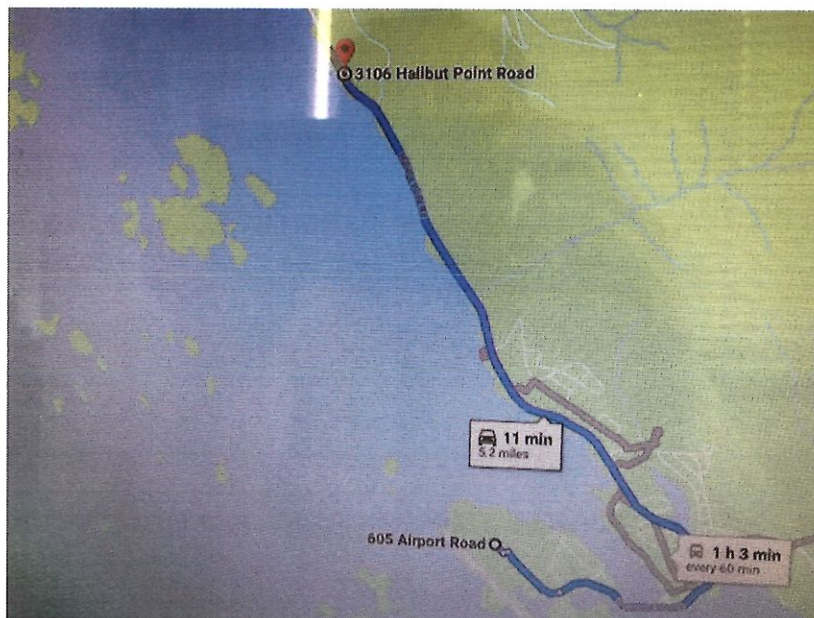 3106 Halibut Point Road
11 min
5.2 miles
605 Airport Road
1 h 3 min
every 60 min